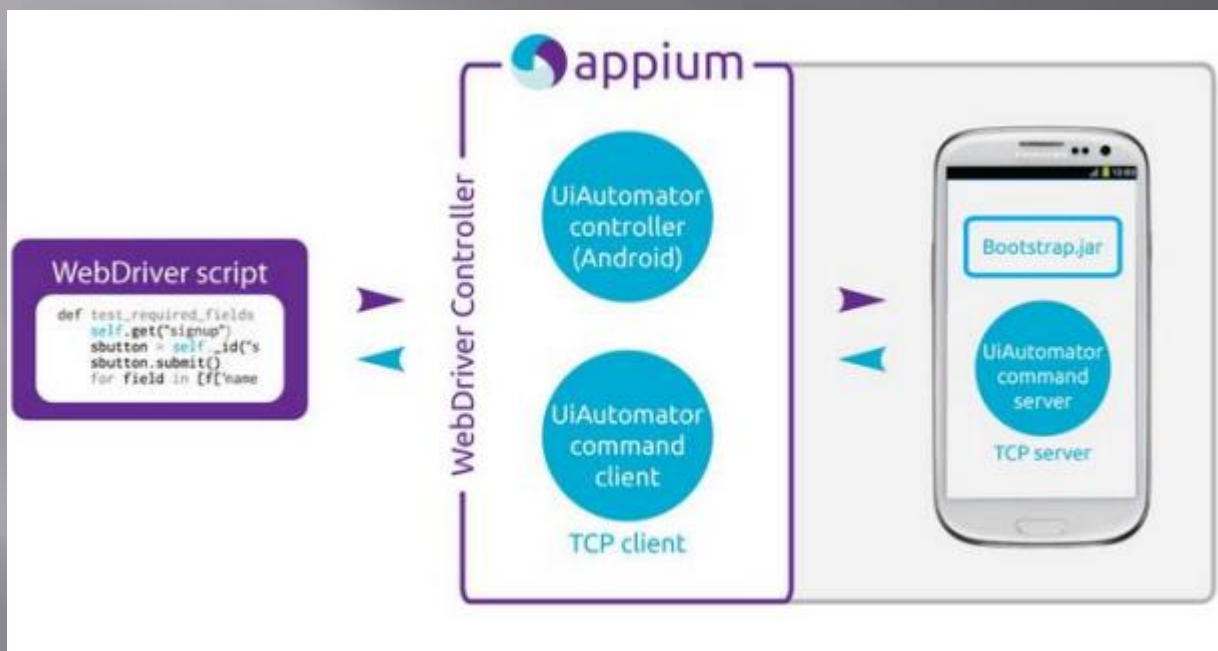 appium
WebDriver Controller
WebDriver script
def test_required_fields
self.get("signup")
sbutton = self._id("s
sbutton.submit()
for field in [f["name
UiAutomator
controller
(Android)
UiAutomator
command
client
TCP client
Bootstrap.jar
UiAutomator
command
server
TCP server